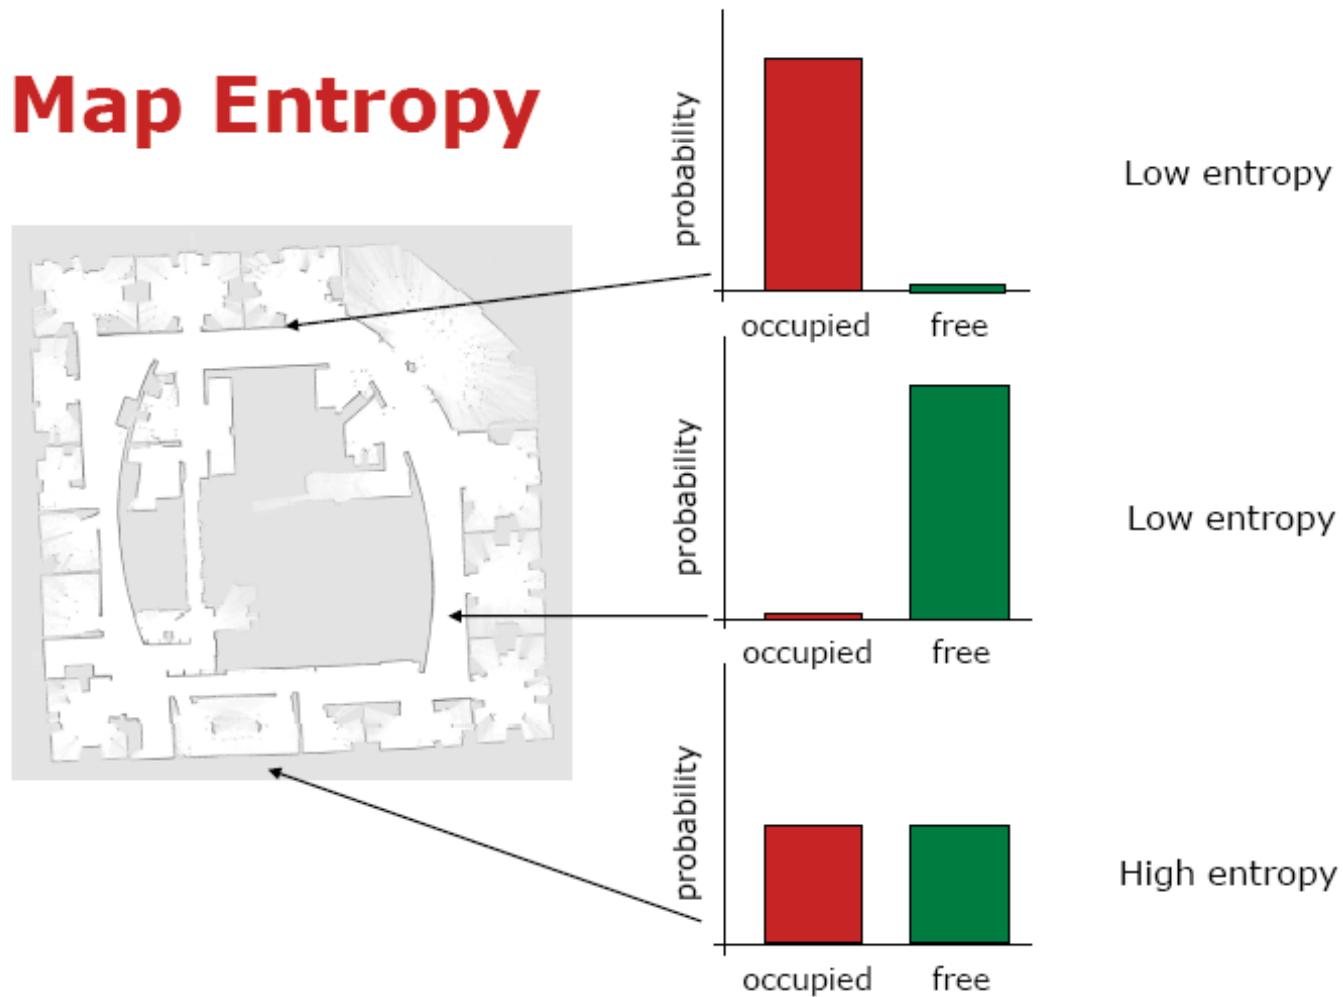 Map Entropy
probability
occupied free
Low entropy
probability
occupied free
Low entropy
probability
occupied free
High entropy